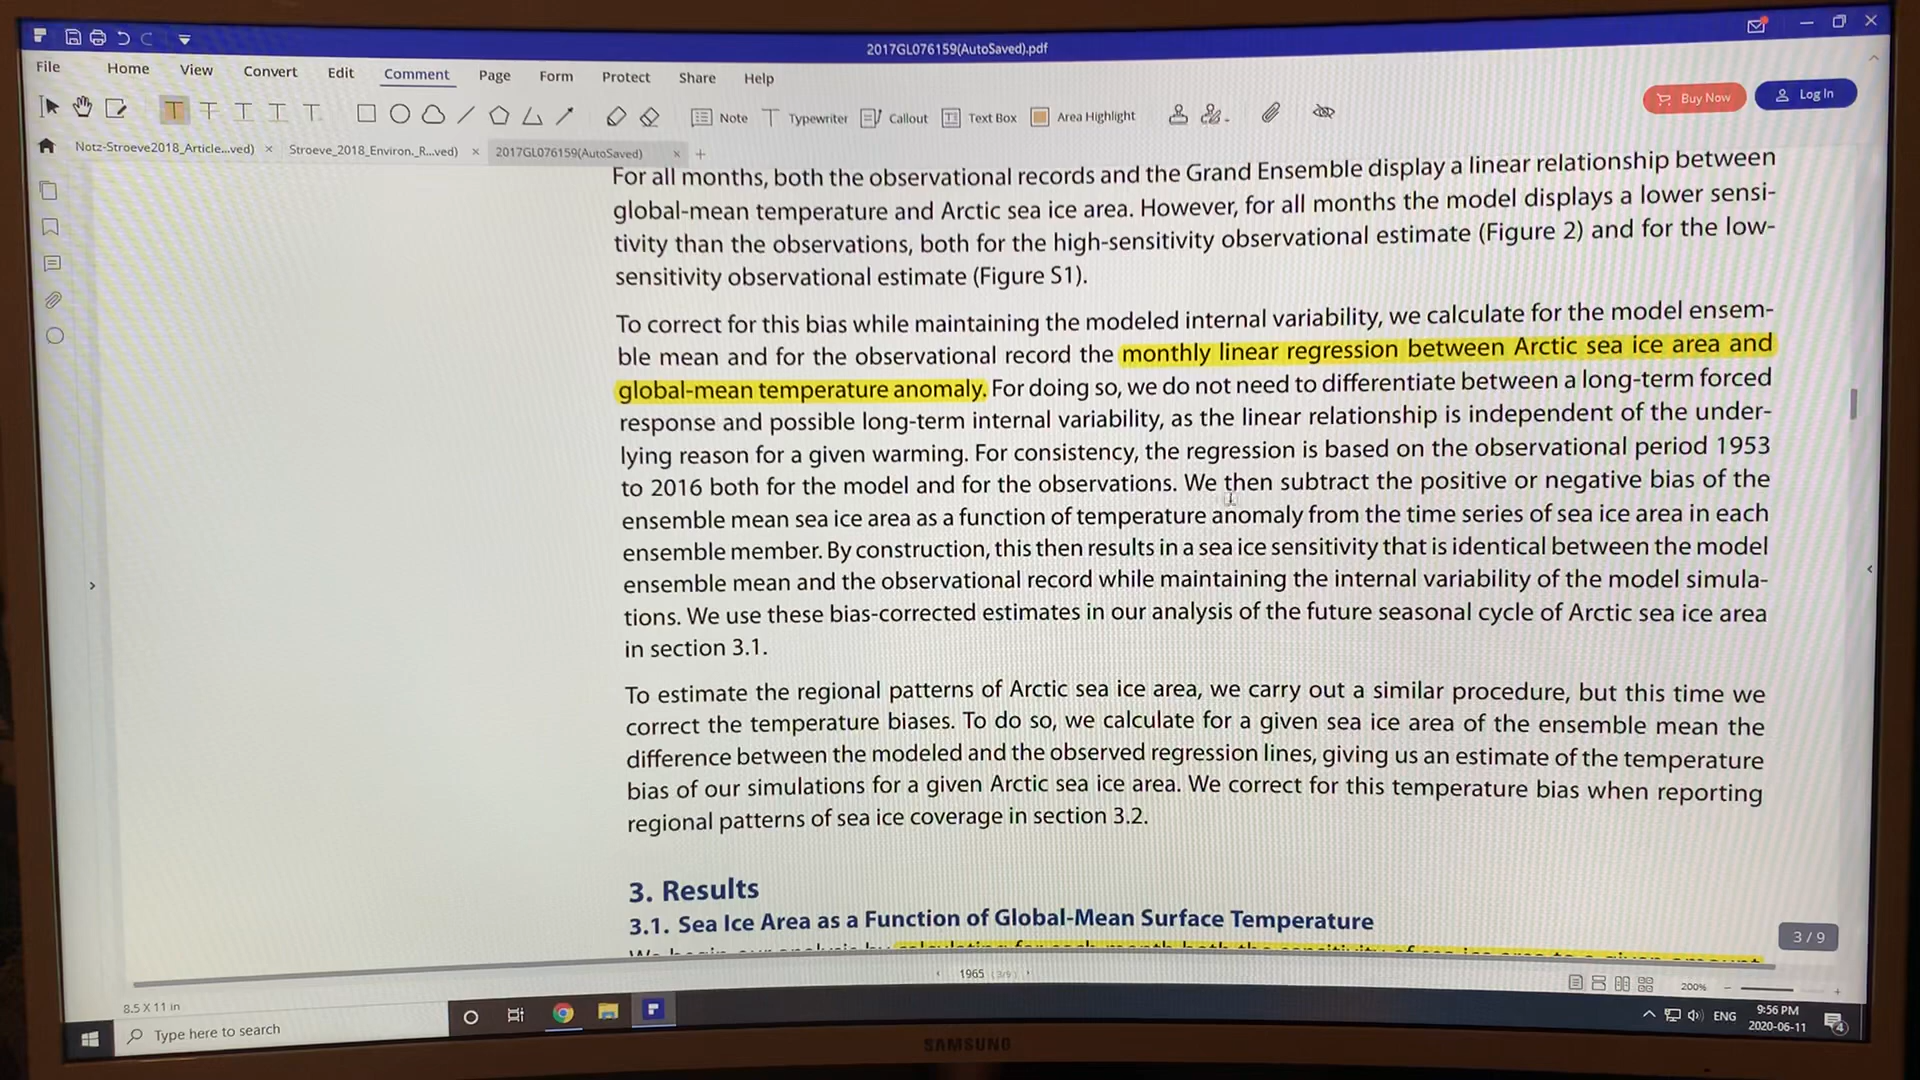 2017GL076159(AutoSaved).pdf
File Home View Convert Edit Comment Page Form Protect Share Help
Note Typewriter Callout Text Box Area Highlight
Buy Now Log In
Notz-Stroeve2018_Article...ved) × Stroeve_2018_Environ._R...ved) × 2017GL076159(AutoSaved) × +
For all months, both the observational records and the Grand Ensemble display a linear relationship between
global-mean temperature and Arctic sea ice area. However, for all months the model displays a lower sensi-
tivity than the observations, both for the high-sensitivity observational estimate (Figure 2) and for the low-
sensitivity observational estimate (Figure S1).
To correct for this bias while maintaining the modeled internal variability, we calculate for the model ensem-
ble mean and for the observational record the monthly linear regression between Arctic sea ice area and
global-mean temperature anomaly. For doing so, we do not need to differentiate between a long-term forced
response and possible long-term internal variability, as the linear relationship is independent of the under-
lying reason for a given warming. For consistency, the regression is based on the observational period 1953
to 2016 both for the model and for the observations. We then subtract the positive or negative bias of the
ensemble mean sea ice area as a function of temperature anomaly from the time series of sea ice area in each
ensemble member. By construction, this then results in a sea ice sensitivity that is identical between the model
ensemble mean and the observational record while maintaining the internal variability of the model simula-
tions. We use these bias-corrected estimates in our analysis of the future seasonal cycle of Arctic sea ice area
in section 3.1.
To estimate the regional patterns of Arctic sea ice area, we carry out a similar procedure, but this time we
correct the temperature biases. To do so, we calculate for a given sea ice area of the ensemble mean the
difference between the modeled and the observed regression lines, giving us an estimate of the temperature
bias of our simulations for a given Arctic sea ice area. We correct for this temperature bias when reporting
regional patterns of sea ice coverage in section 3.2.
3. Results
3.1. Sea Ice Area as a Function of Global-Mean Surface Temperature
3 / 9
1965 (3/9)
8.5 X 11 in
200%
Type here to search
ENG
9:56 PM
2020-06-11
4
SAMSUNG